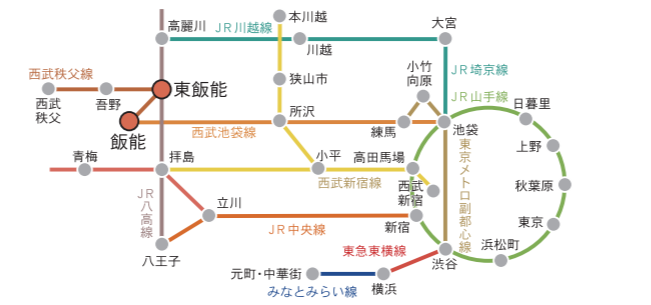 高麗川
JR川越線
本川越
川越
大宮
西武秩父線
西武
秩父
吾野
東飯能
狭山市
小竹
向原
JR埼京線
JR山手線
飯能
西武池袋線
所沢
練馬
池袋
日暮里
上野
青梅
拝島
小平
西武新宿線
高田馬場
西武
新宿
東京メトロ副都心線
秋葉原
JR八高線
立川
JR中央線
新宿
東京
八王子
東急東横線
渋谷
浜松町
元町・中華街
横浜
みなとみらい線